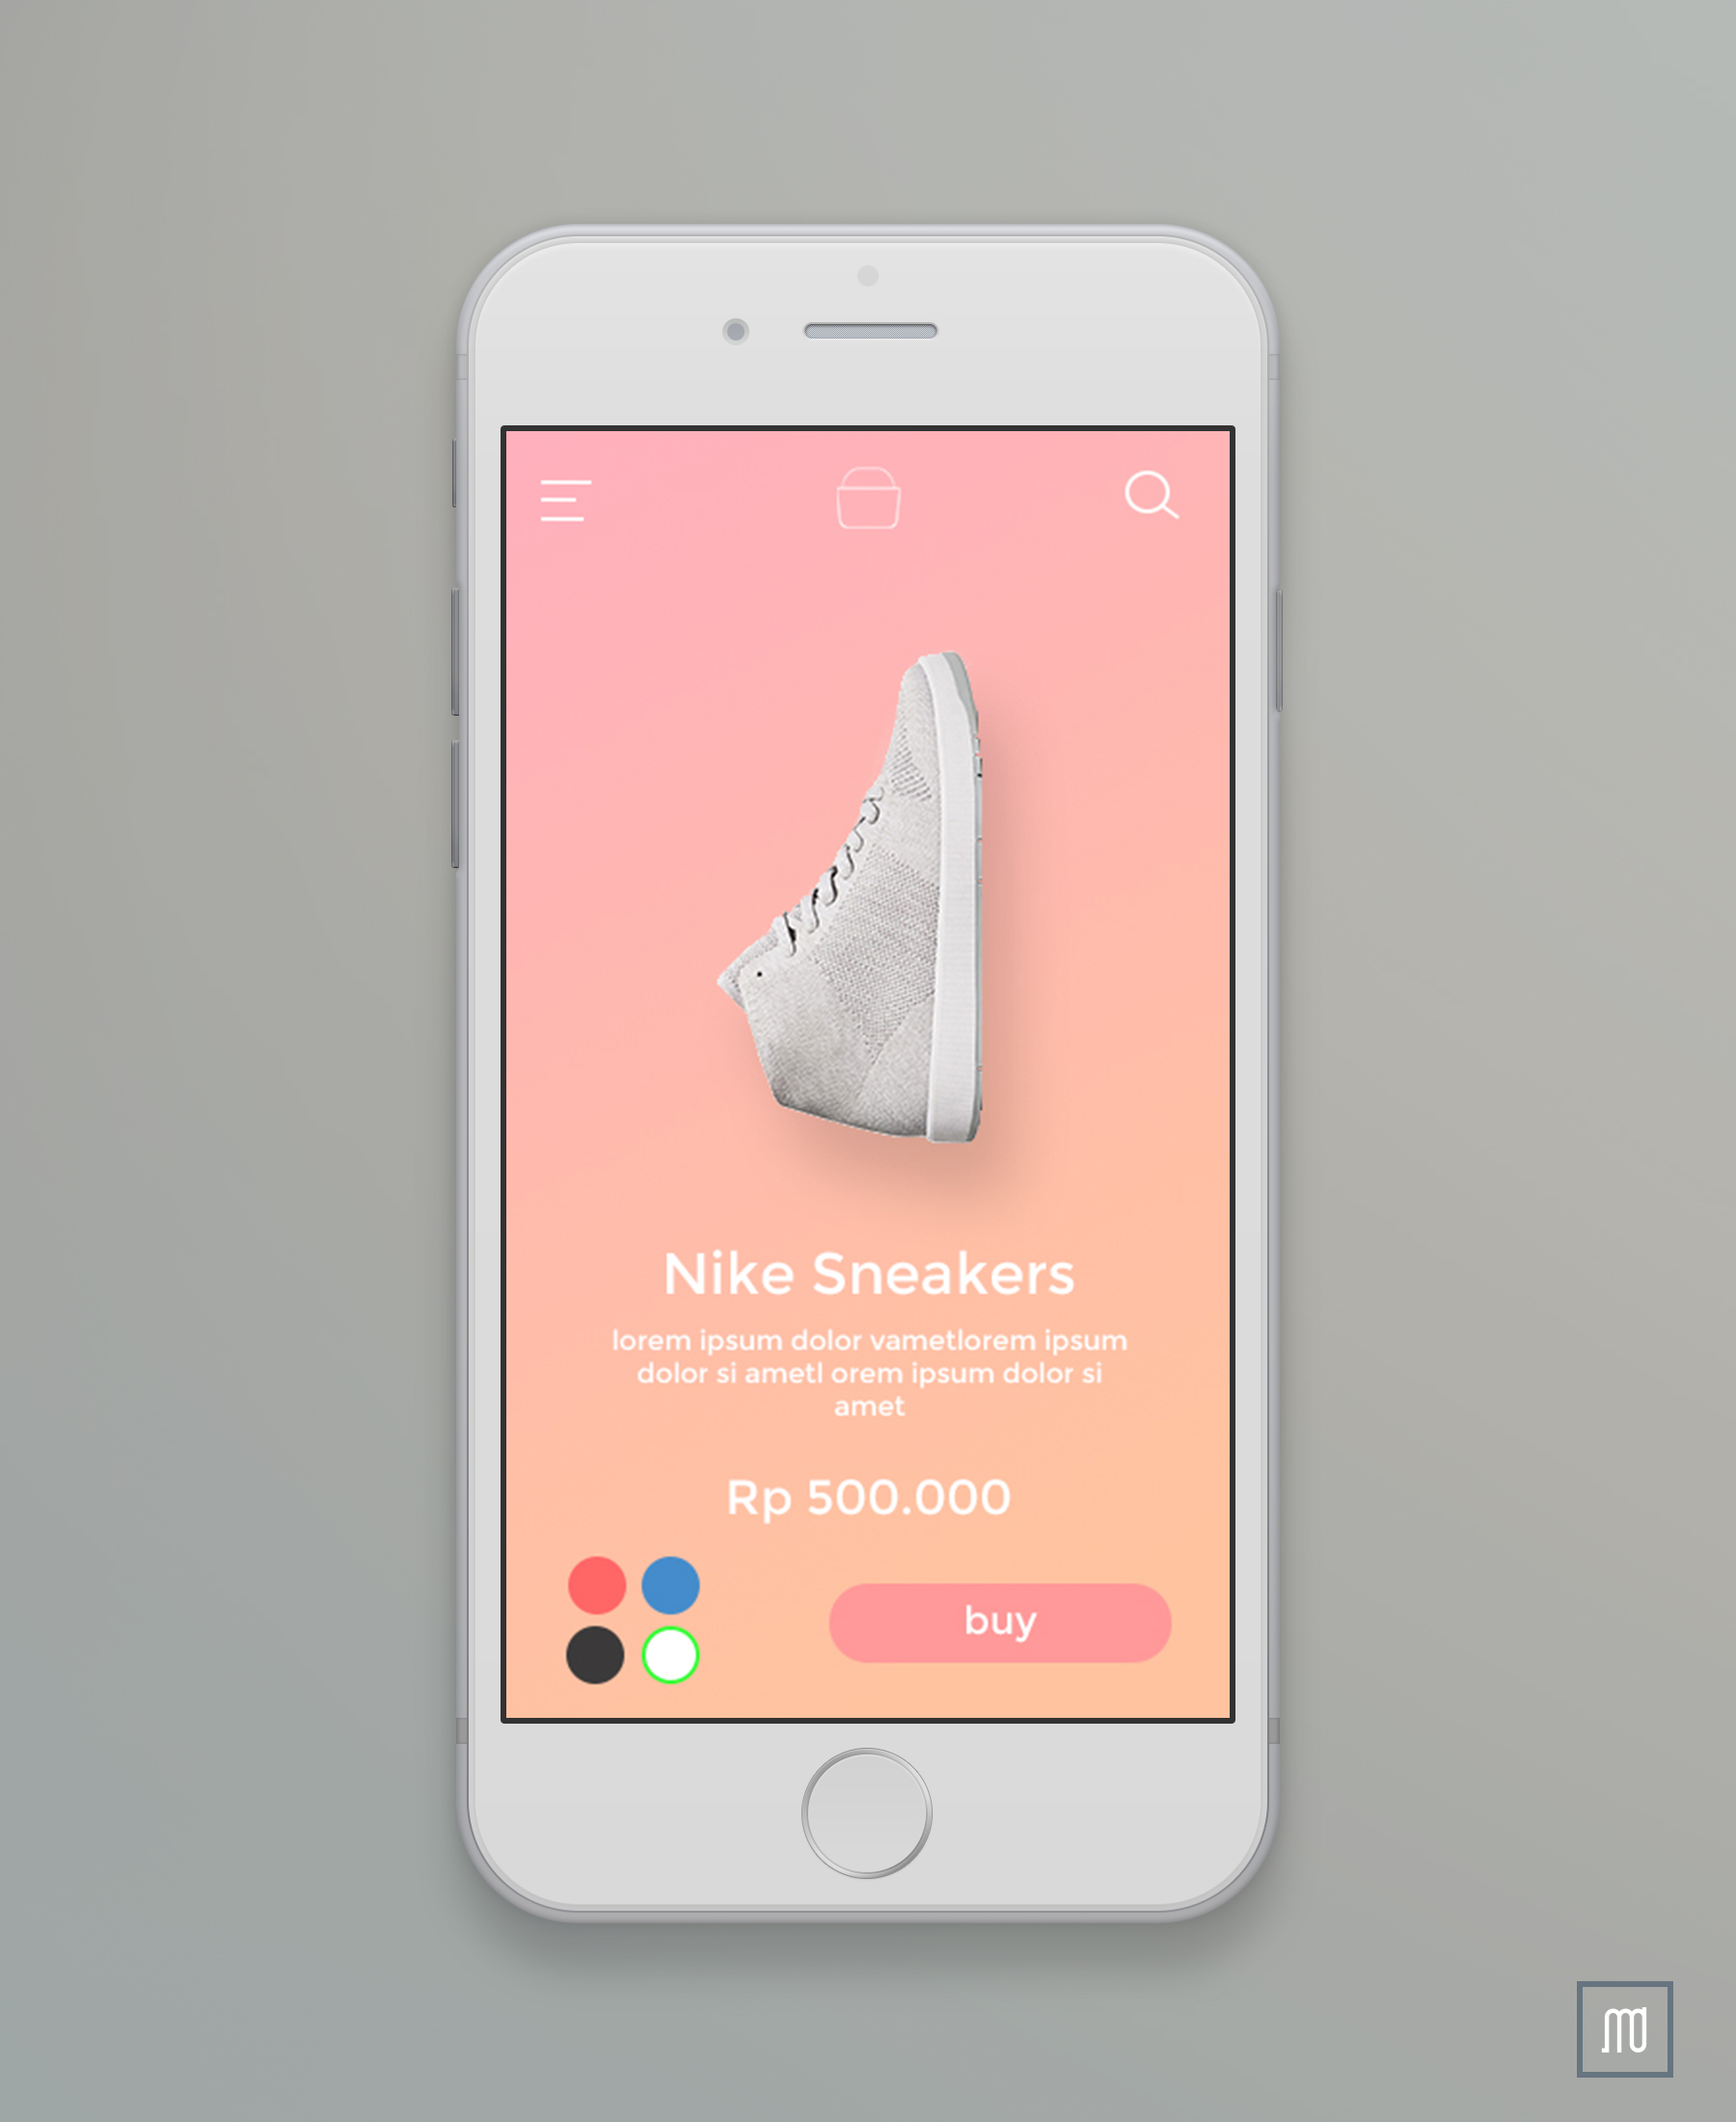 Nike Sneakers
lorem ipsum dolor vametlorem ipsum
dolor si ametl orem ipsum dolor si
amet
Rp 500.000
buy